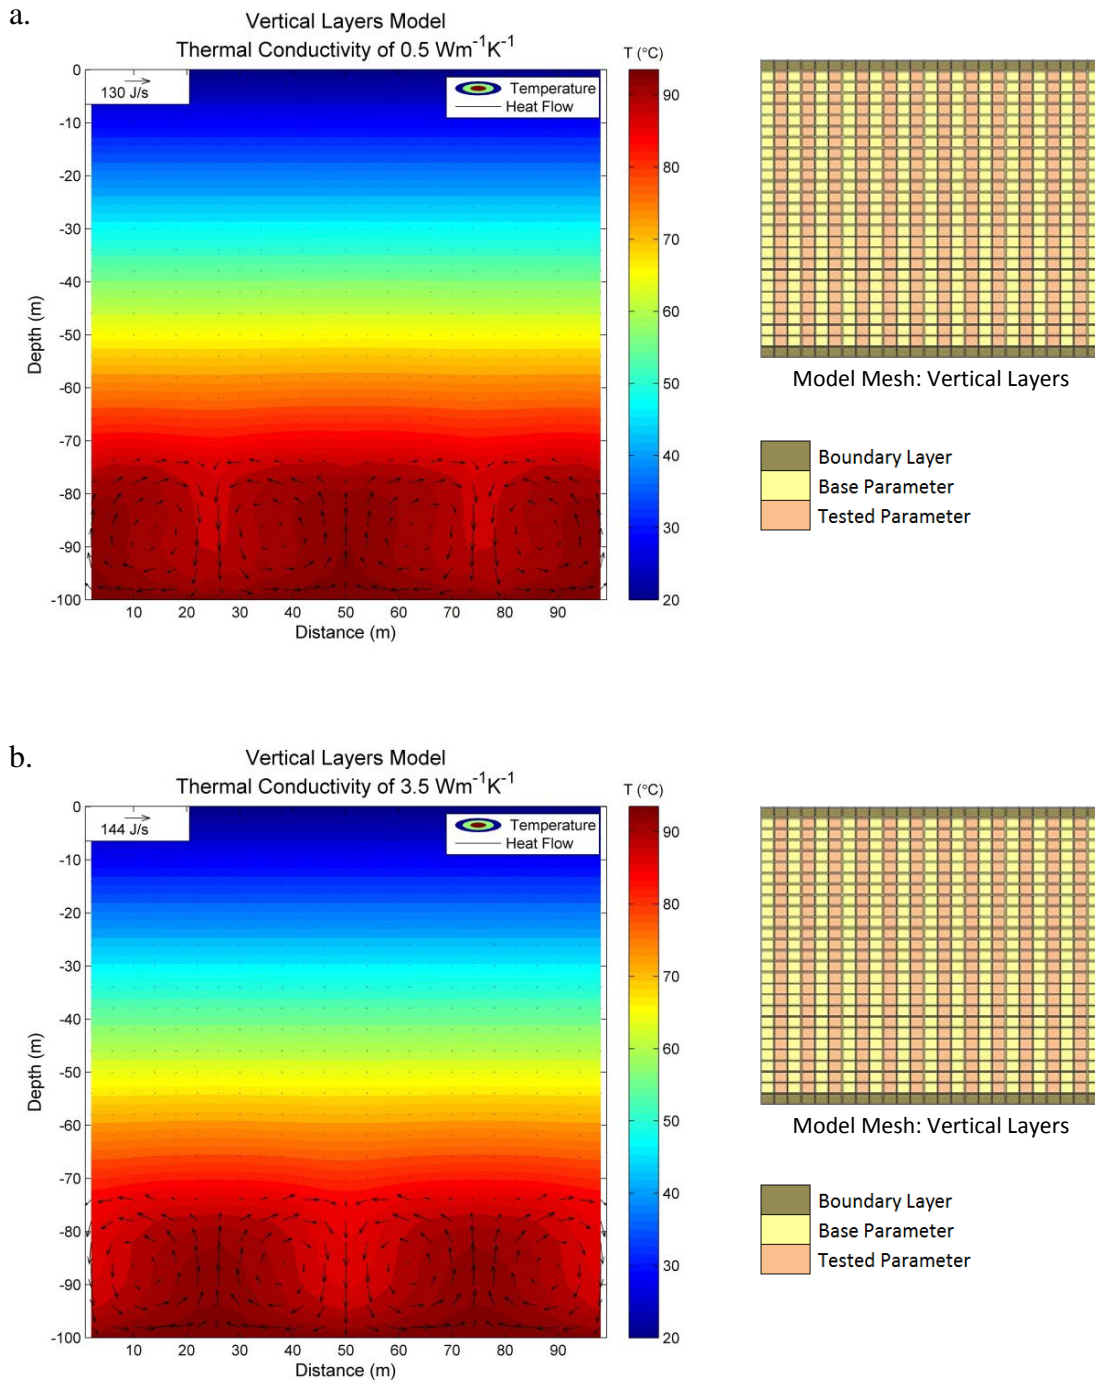 a.
Vertical Layers Model
Thermal Conductivity of 0.5 Wm⁻¹K⁻¹
T (°C)
130 J/s
Temperature
Heat Flow
0
-10
-20
-30
-40
-50
-60
-70
-80
-90
-100
Depth (m)
10 20 30 40 50 60 70 80 90
Distance (m)
90
80
70
60
50
40
30
20
Model Mesh: Vertical Layers
Boundary Layer
Base Parameter
Tested Parameter
b.
Vertical Layers Model
Thermal Conductivity of 3.5 Wm⁻¹K⁻¹
T (°C)
144 J/s
Temperature
Heat Flow
0
-10
-20
-30
-40
-50
-60
-70
-80
-90
-100
Depth (m)
10 20 30 40 50 60 70 80 90
Distance (m)
90
80
70
60
50
40
30
20
Model Mesh: Vertical Layers
Boundary Layer
Base Parameter
Tested Parameter